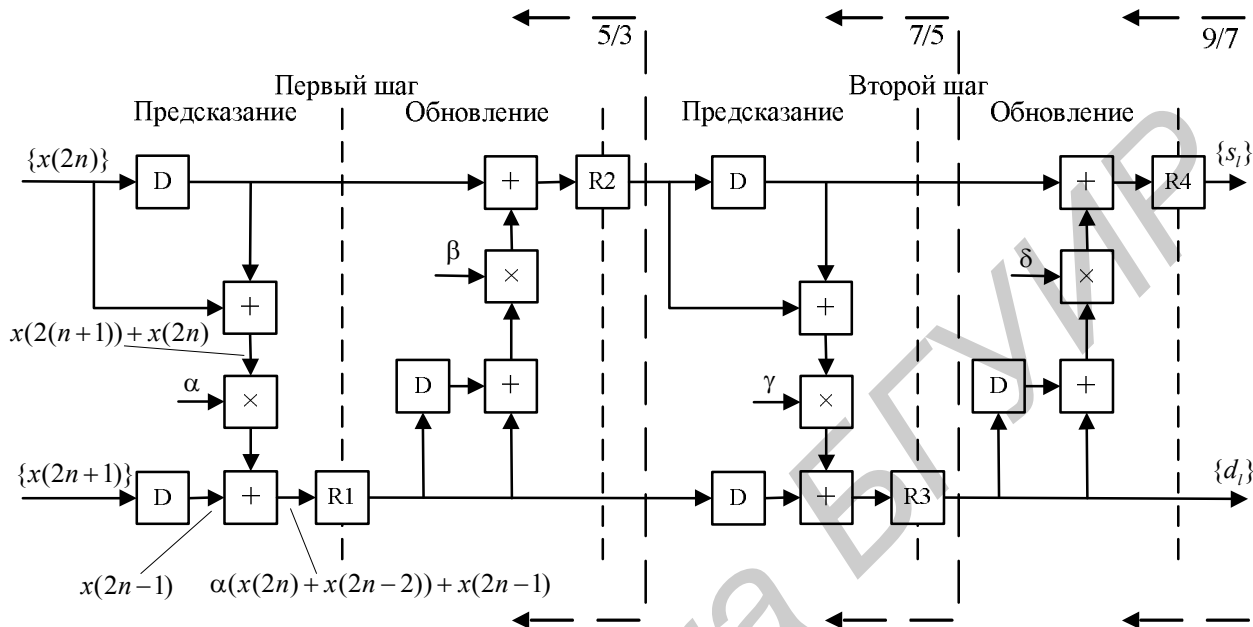 5/3
7/5
9/7
Первый шаг
Второй шаг
Предсказание
Обновление
Предсказание
Обновление
{x(2n)}
D
+
R2
D
+
R4
{s_l}
β
×
δ
×
+
+
x(2(n+1))+x(2n)
α
×
D
+
γ
×
D
+
{x(2n+1)}
D
+
R1
D
+
R3
{d_l}
x(2n−1)
α(x(2n)+x(2n−2))+x(2n−1)
БГУИР